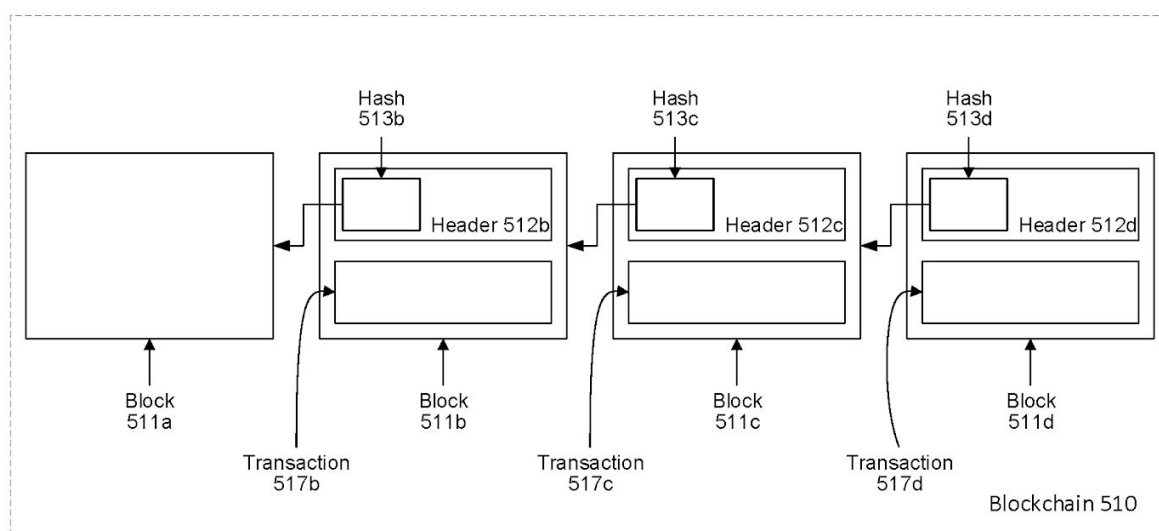 Hash
513b
Hash
513c
Hash
513d
Header 512b
Header 512c
Header 512d
Block
511a
Block
511b
Block
511c
Block
511d
Transaction
517b
Transaction
517c
Transaction
517d
Blockchain 510